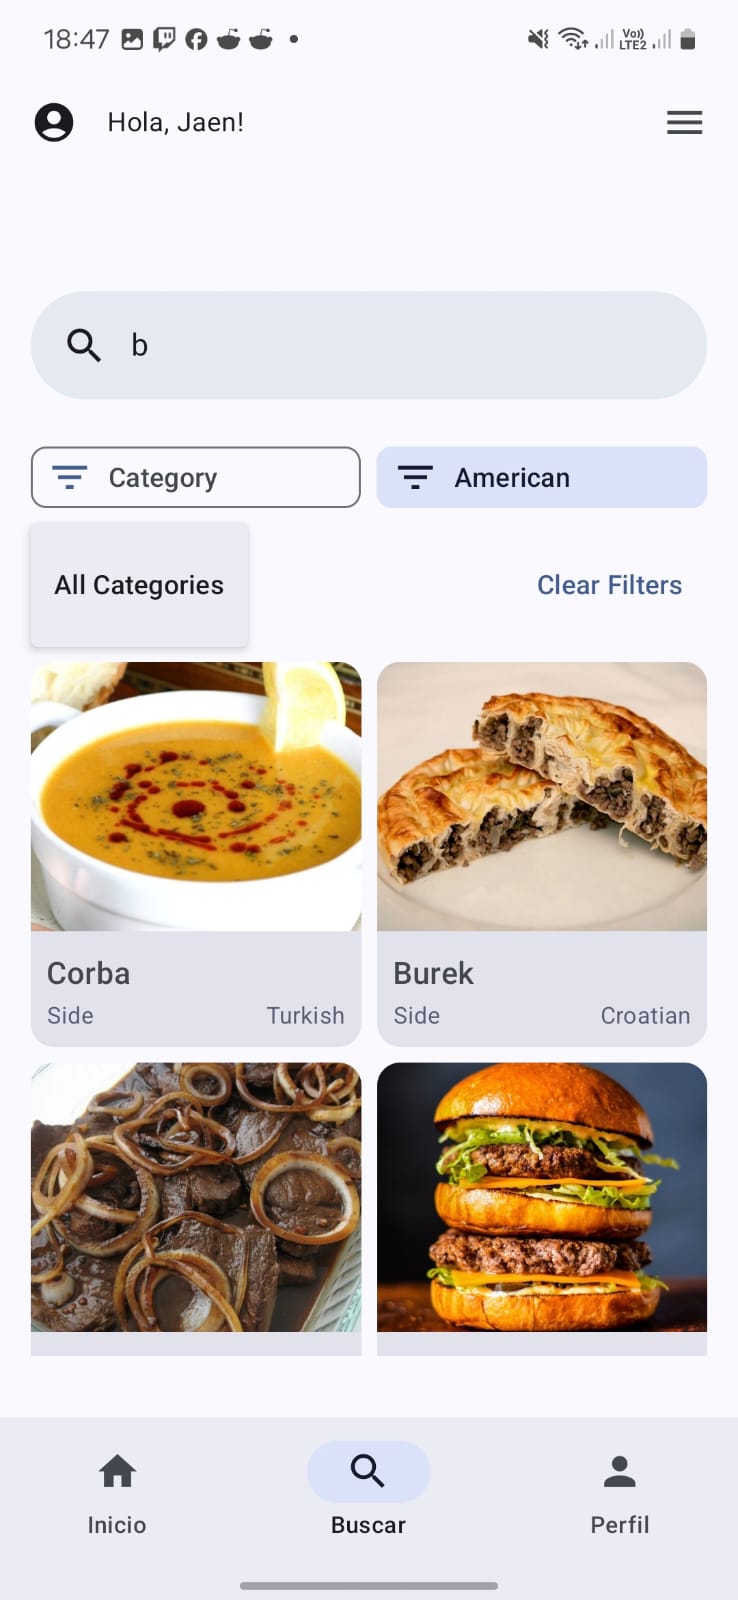 18:47
Vo))
LTE2
Hola, Jaen!
b
Category
American
All Categories
Clear Filters
Corba
Burek
Side
Turkish
Side
Croatian
Inicio
Buscar
Perfil